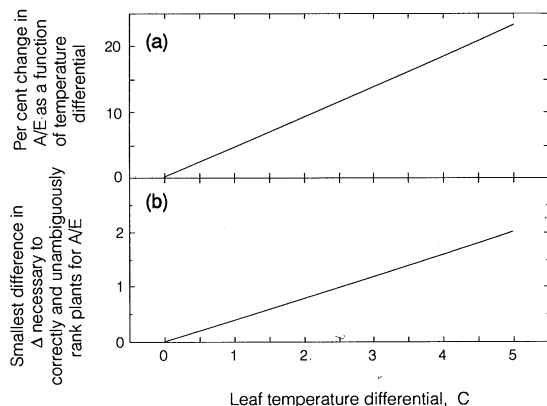 Per cent change in
A/E as a function
of temperature
differential
(a)
20
10
0
Smallest difference in
Δ necessary to
correctly and unambiguously
rank plants for A/E
(b)
2
1
0
0 1 2 3 4 5
Leaf temperature differential, C